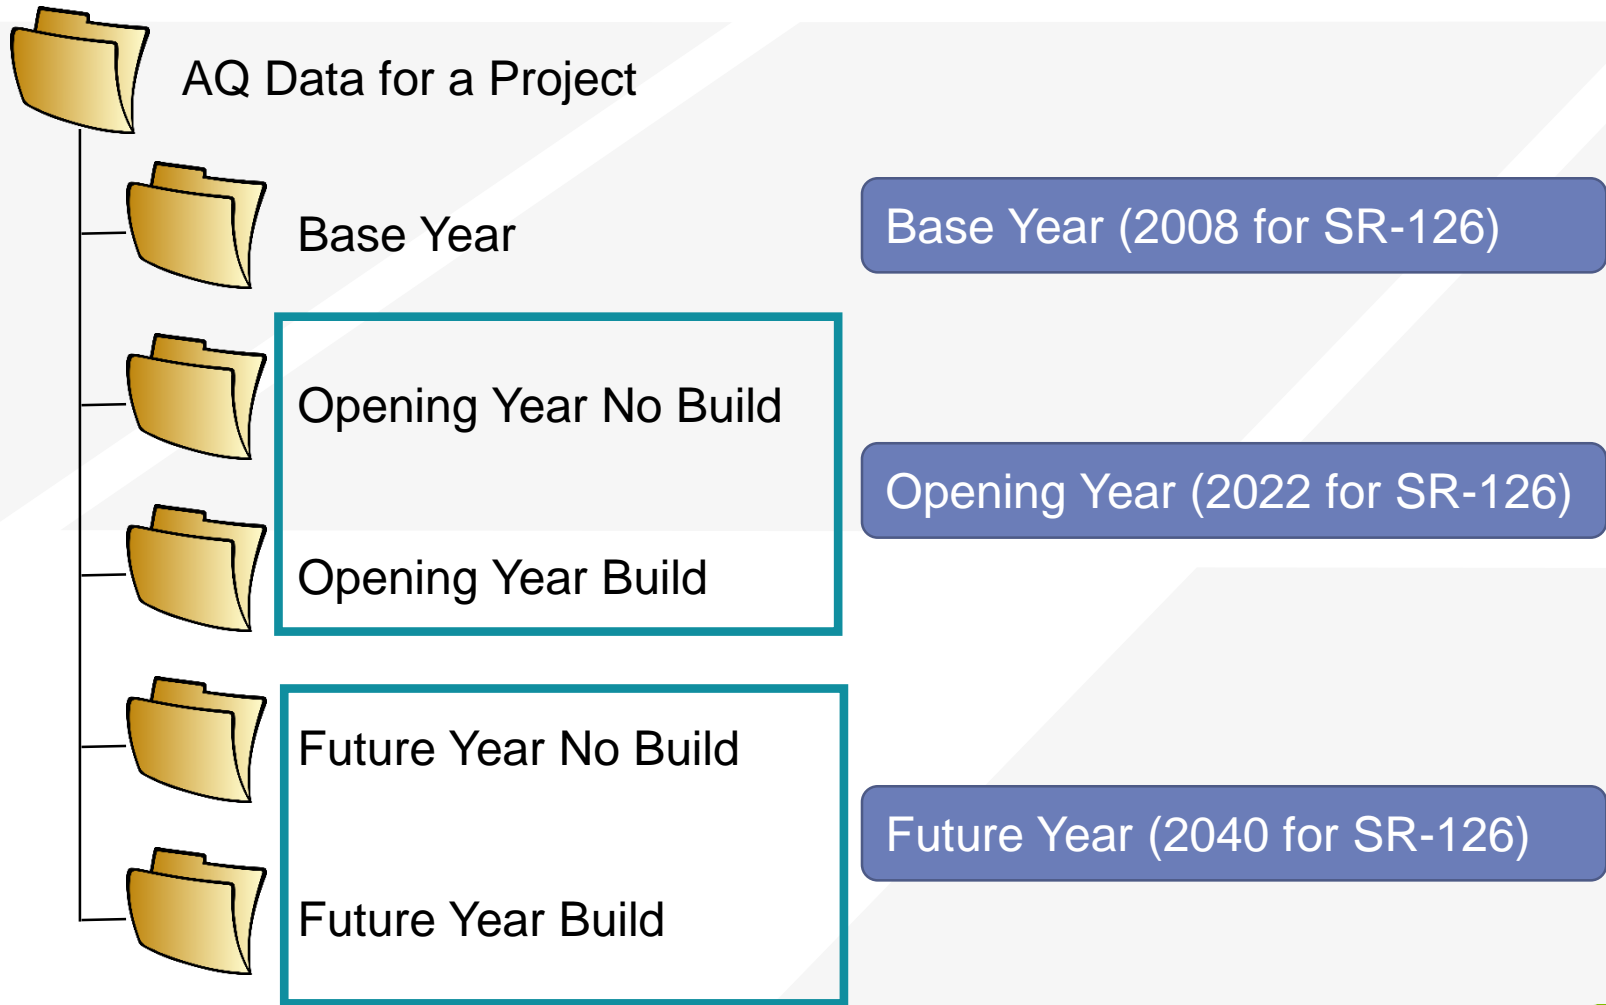 AQ Data for a Project
Base Year
Base Year (2008 for SR-126)
Opening Year No Build
Opening Year (2022 for SR-126)
Opening Year Build
Future Year No Build
Future Year (2040 for SR-126)
Future Year Build